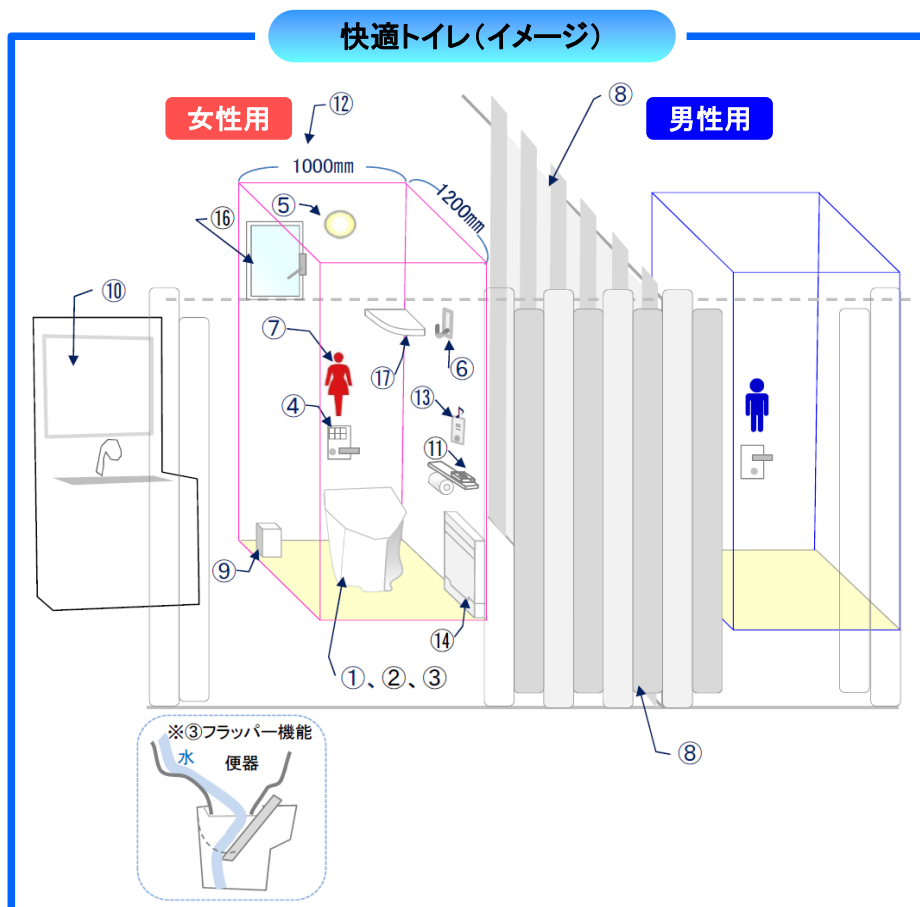 快適トイレ(イメージ)
女性用
⑫
⑧
男性用
1000mm
1200mm
⑤
⑯
⑩
⑦
⑰
⑥
④
⑬
⑪
⑨
⑭
①、②、③
⑧
※③フラッパー機能
水
便器